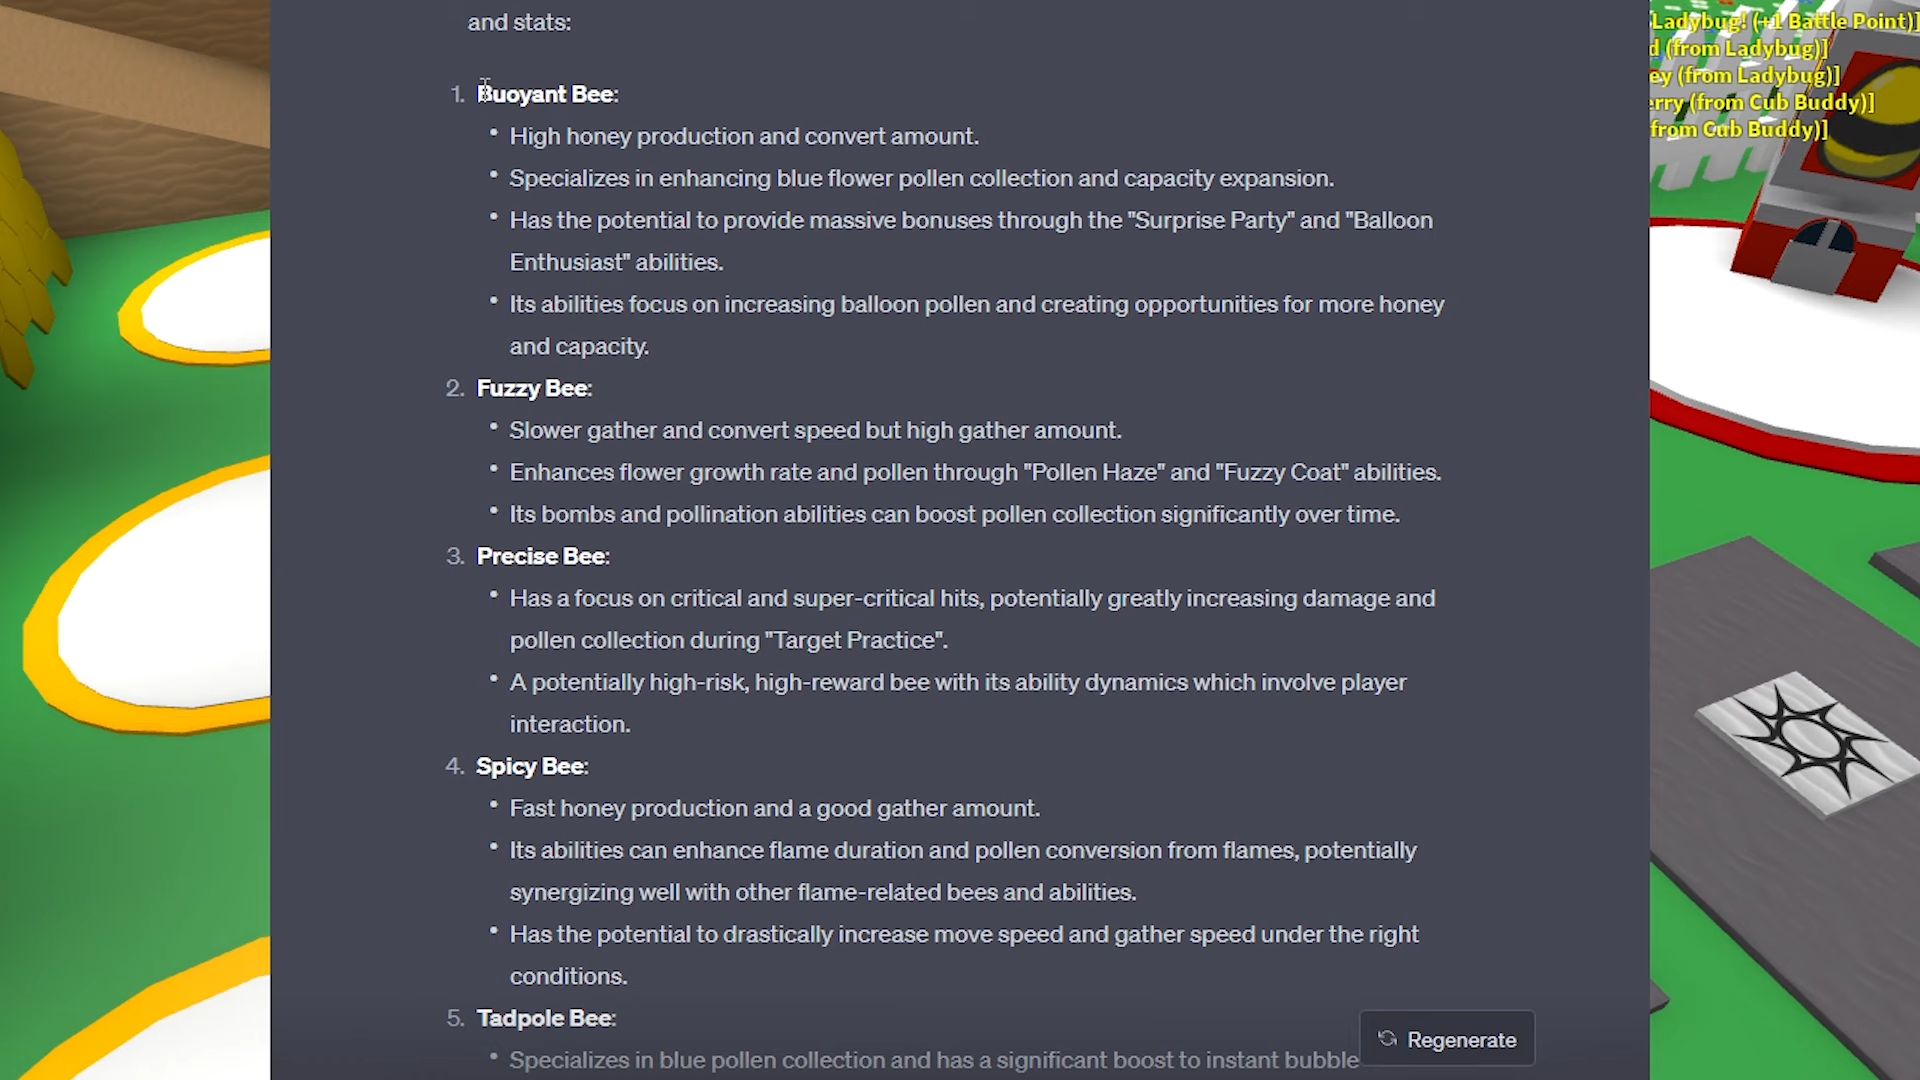 and stats:
1. Buoyant Bee:
• High honey production and convert amount.
• Specializes in enhancing blue flower pollen collection and capacity expansion.
• Has the potential to provide massive bonuses through the "Surprise Party" and "Balloon
Enthusiast" abilities.
• Its abilities focus on increasing balloon pollen and creating opportunities for more honey
and capacity.
2. Fuzzy Bee:
• Slower gather and convert speed but high gather amount.
• Enhances flower growth rate and pollen through "Pollen Haze" and "Fuzzy Coat" abilities.
• Its bombs and pollination abilities can boost pollen collection significantly over time.
3. Precise Bee:
• Has a focus on critical and super-critical hits, potentially greatly increasing damage and
pollen collection during "Target Practice".
• A potentially high-risk, high-reward bee with its ability dynamics which involve player
interaction.
4. Spicy Bee:
• Fast honey production and a good gather amount.
• Its abilities can enhance flame duration and pollen conversion from flames, potentially
synergizing well with other flame-related bees and abilities.
• Has the potential to drastically increase move speed and gather speed under the right
conditions.
5. Tadpole Bee:
• Specializes in blue pollen collection and has a significant boost to instant bubble
Regenerate
Ladybug! (+1 Battle Point)]
d (from Ladybug)]
ey (from Ladybug)]
erry (from Cub Buddy)]
from Cub Buddy)]